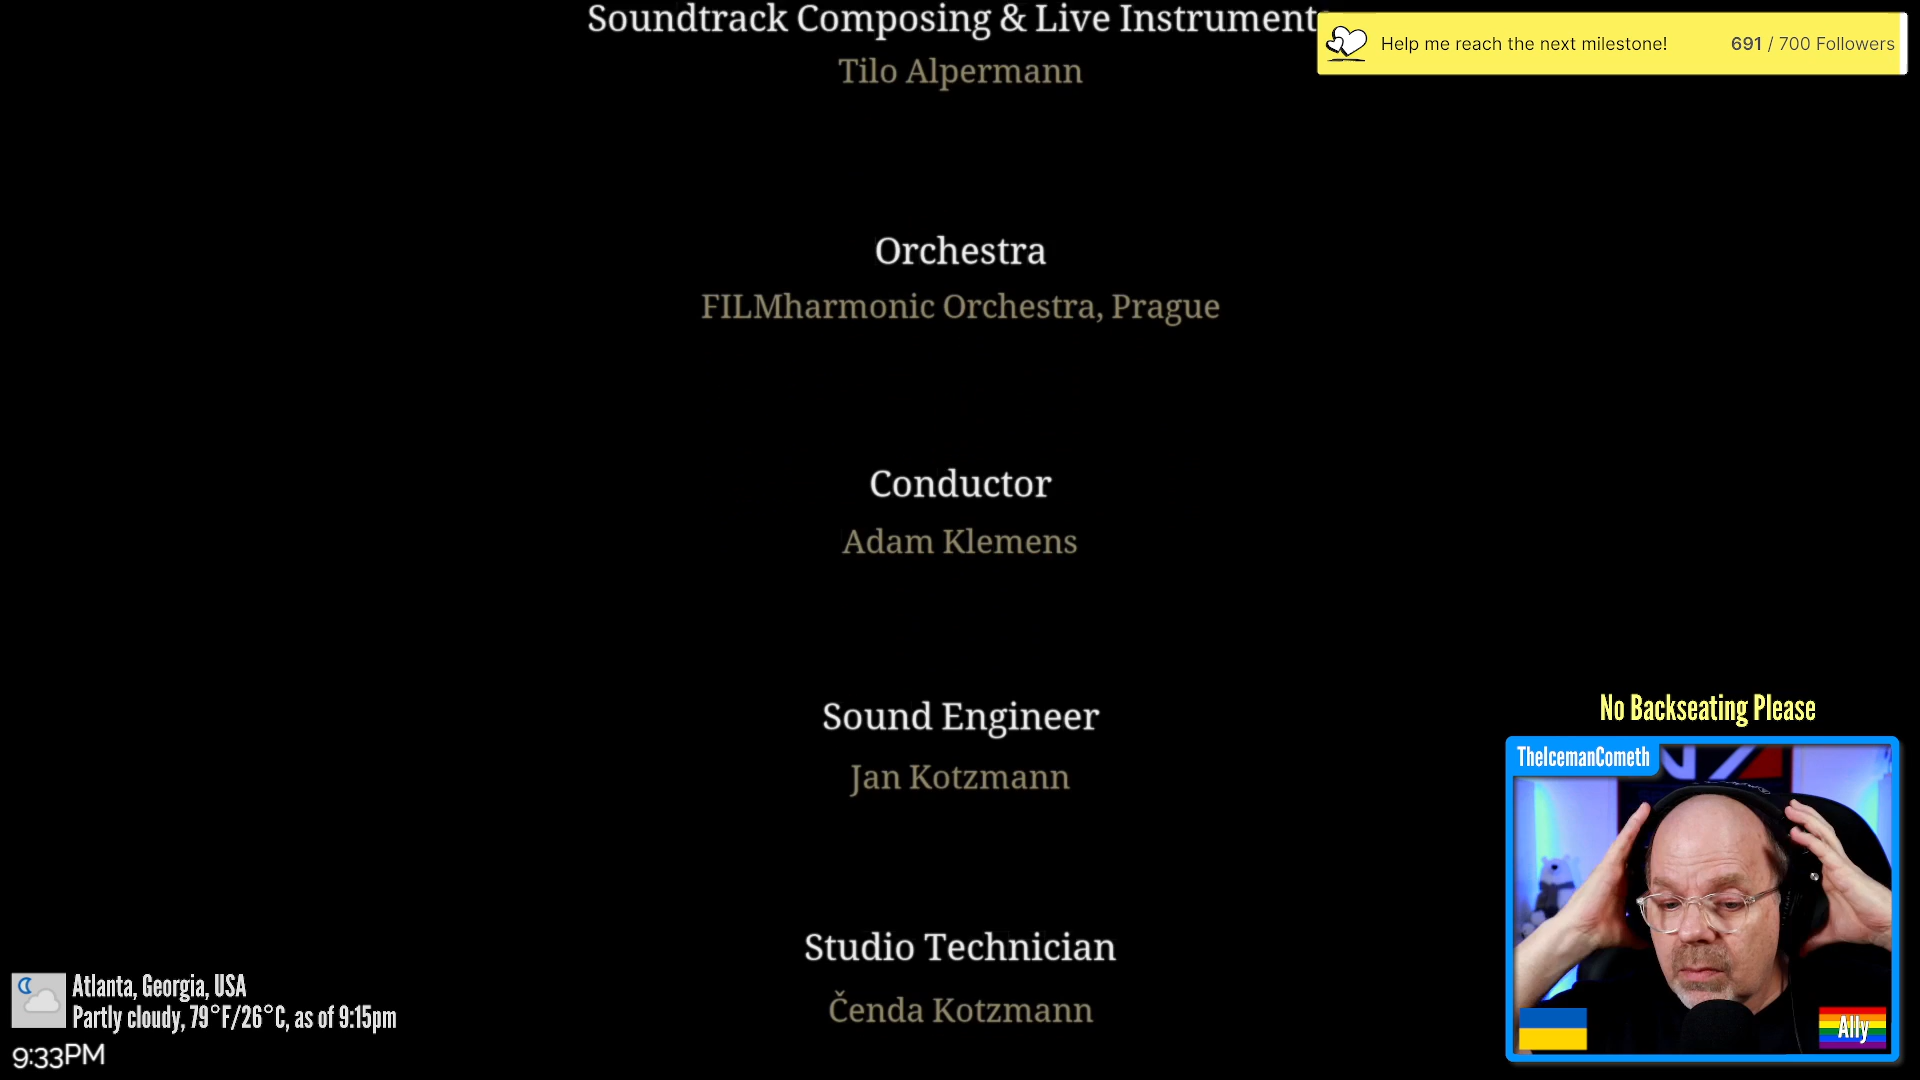 Soundtrack Composing & Live Instruments
Tilo Alpermann
Help me reach the next milestone!
691 / 700 Followers
Orchestra
FILMharmonic Orchestra, Prague
Conductor
Adam Klemens
Sound Engineer
Jan Kotzmann
Studio Technician
Čenda Kotzmann
No Backseating Please
TheIcemanCometh
Ally
Atlanta, Georgia, USA
Partly cloudy, 79°F/26°C, as of 9:15pm
9:33PM